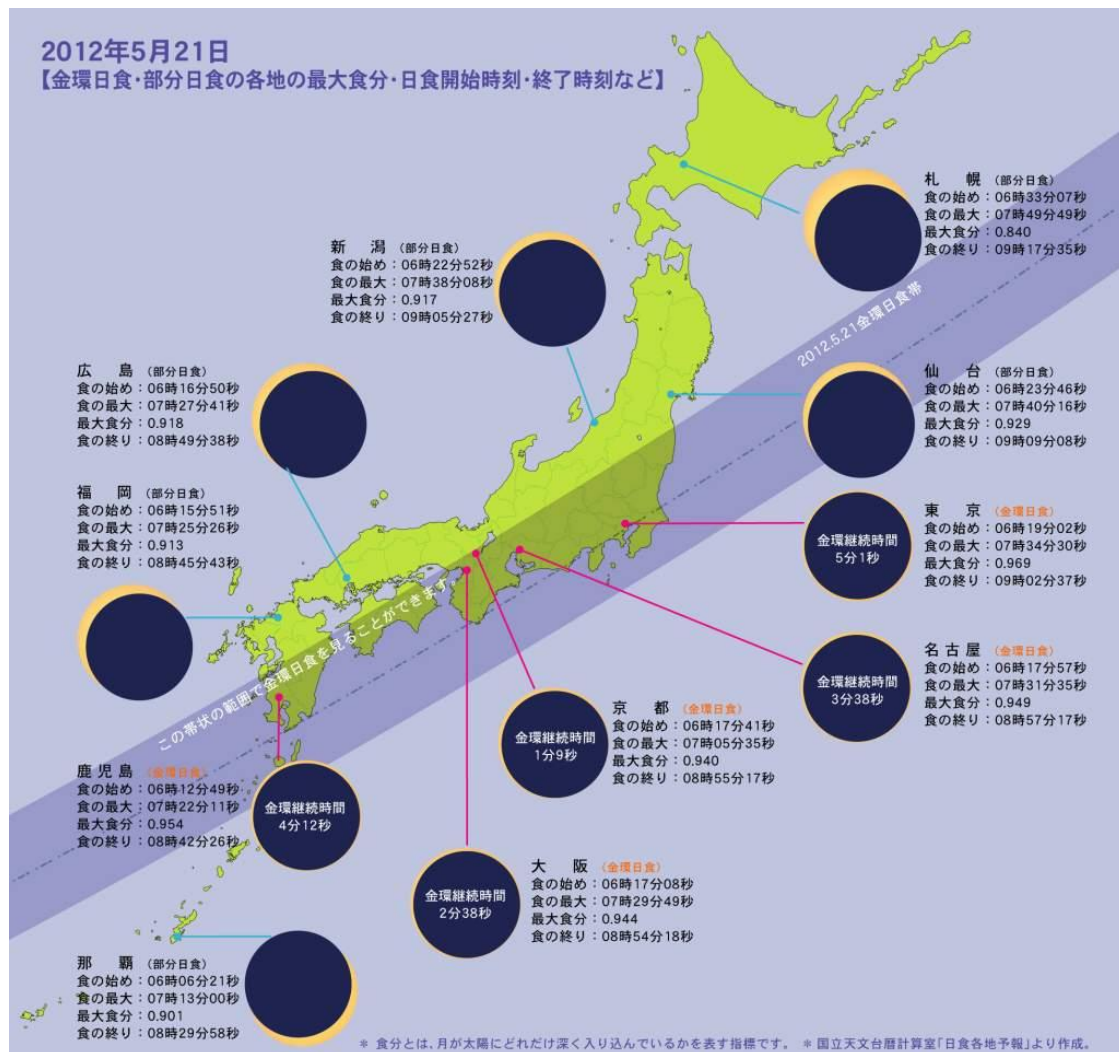 2012年5月21日
【金環日食・部分日食の各地の最大食分・日食開始時刻・終了時刻など】
札幌 (部分日食)
食の始め：06時33分07秒
食の最大：07時49分49秒
最大食分：0.840
食の終り：09時17分35秒
新潟 (部分日食)
食の始め：06時22分52秒
食の最大：07時38分08秒
最大食分：0.917
食の終り：09時05分27秒
2012.5.21金環日食帯
広島 (部分日食)
食の始め：06時16分50秒
食の最大：07時27分41秒
最大食分：0.918
食の終り：08時49分38秒
仙台 (部分日食)
食の始め：06時23分46秒
食の最大：07時40分16秒
最大食分：0.929
食の終り：09時09分08秒
福岡 (部分日食)
食の始め：06時15分51秒
食の最大：07時25分26秒
最大食分：0.913
食の終り：08時45分43秒
金環継続時間
5分1秒
東京 (金環日食)
食の始め：06時19分02秒
食の最大：07時34分30秒
最大食分：0.969
食の終り：09時02分37秒
この帯状の範囲で金環日食を見ることができます。
金環継続時間
3分38秒
名古屋 (金環日食)
食の始め：06時17分57秒
食の最大：07時31分35秒
最大食分：0.949
食の終り：08時57分17秒
金環継続時間
1分9秒
京都 (金環日食)
食の始め：06時17分41秒
食の最大：07時05分35秒
最大食分：0.940
食の終り：08時55分17秒
鹿児島 (金環日食)
食の始め：06時12分49秒
食の最大：07時22分11秒
最大食分：0.954
食の終り：08時42分26秒
金環継続時間
4分12秒
金環継続時間
2分38秒
大阪 (金環日食)
食の始め：06時17分08秒
食の最大：07時29分49秒
最大食分：0.944
食の終り：08時54分18秒
那覇 (部分日食)
食の始め：06時06分21秒
食の最大：07時13分00秒
最大食分：0.901
食の終り：08時29分58秒
＊ 食分とは、月が太陽にどれだけ深く入り込んでいるかを表す指標です。 ＊ 国立天文台暦計算室「日食各地予報」より作成。